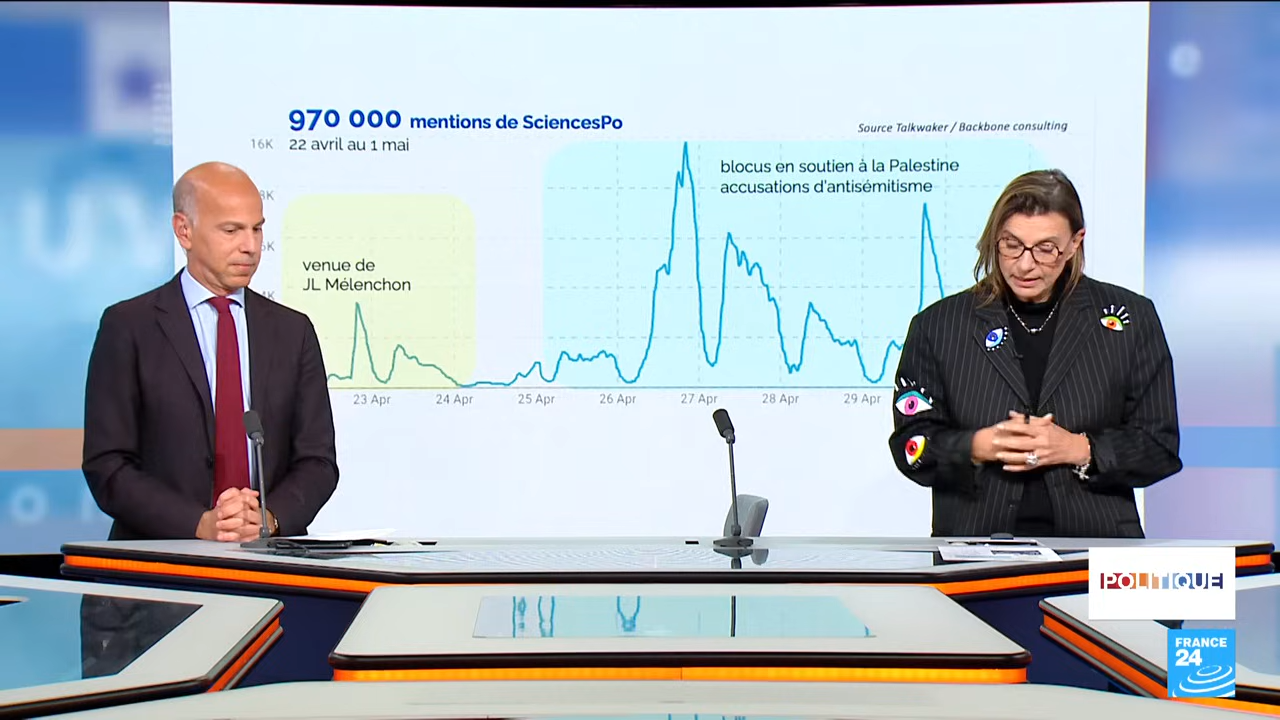 970 000 mentions de SciencesPo
22 avril au 1 mai
Source Talkwaker / Backbone consulting
16K
blocus en soutien à la Palestine
accusations d'antisémitisme
venue de
JL Mélenchon
23 Apr
24 Apr
25 Apr
26 Apr
27 Apr
28 Apr
29 Apr
POLITIQUE
FRANCE
24